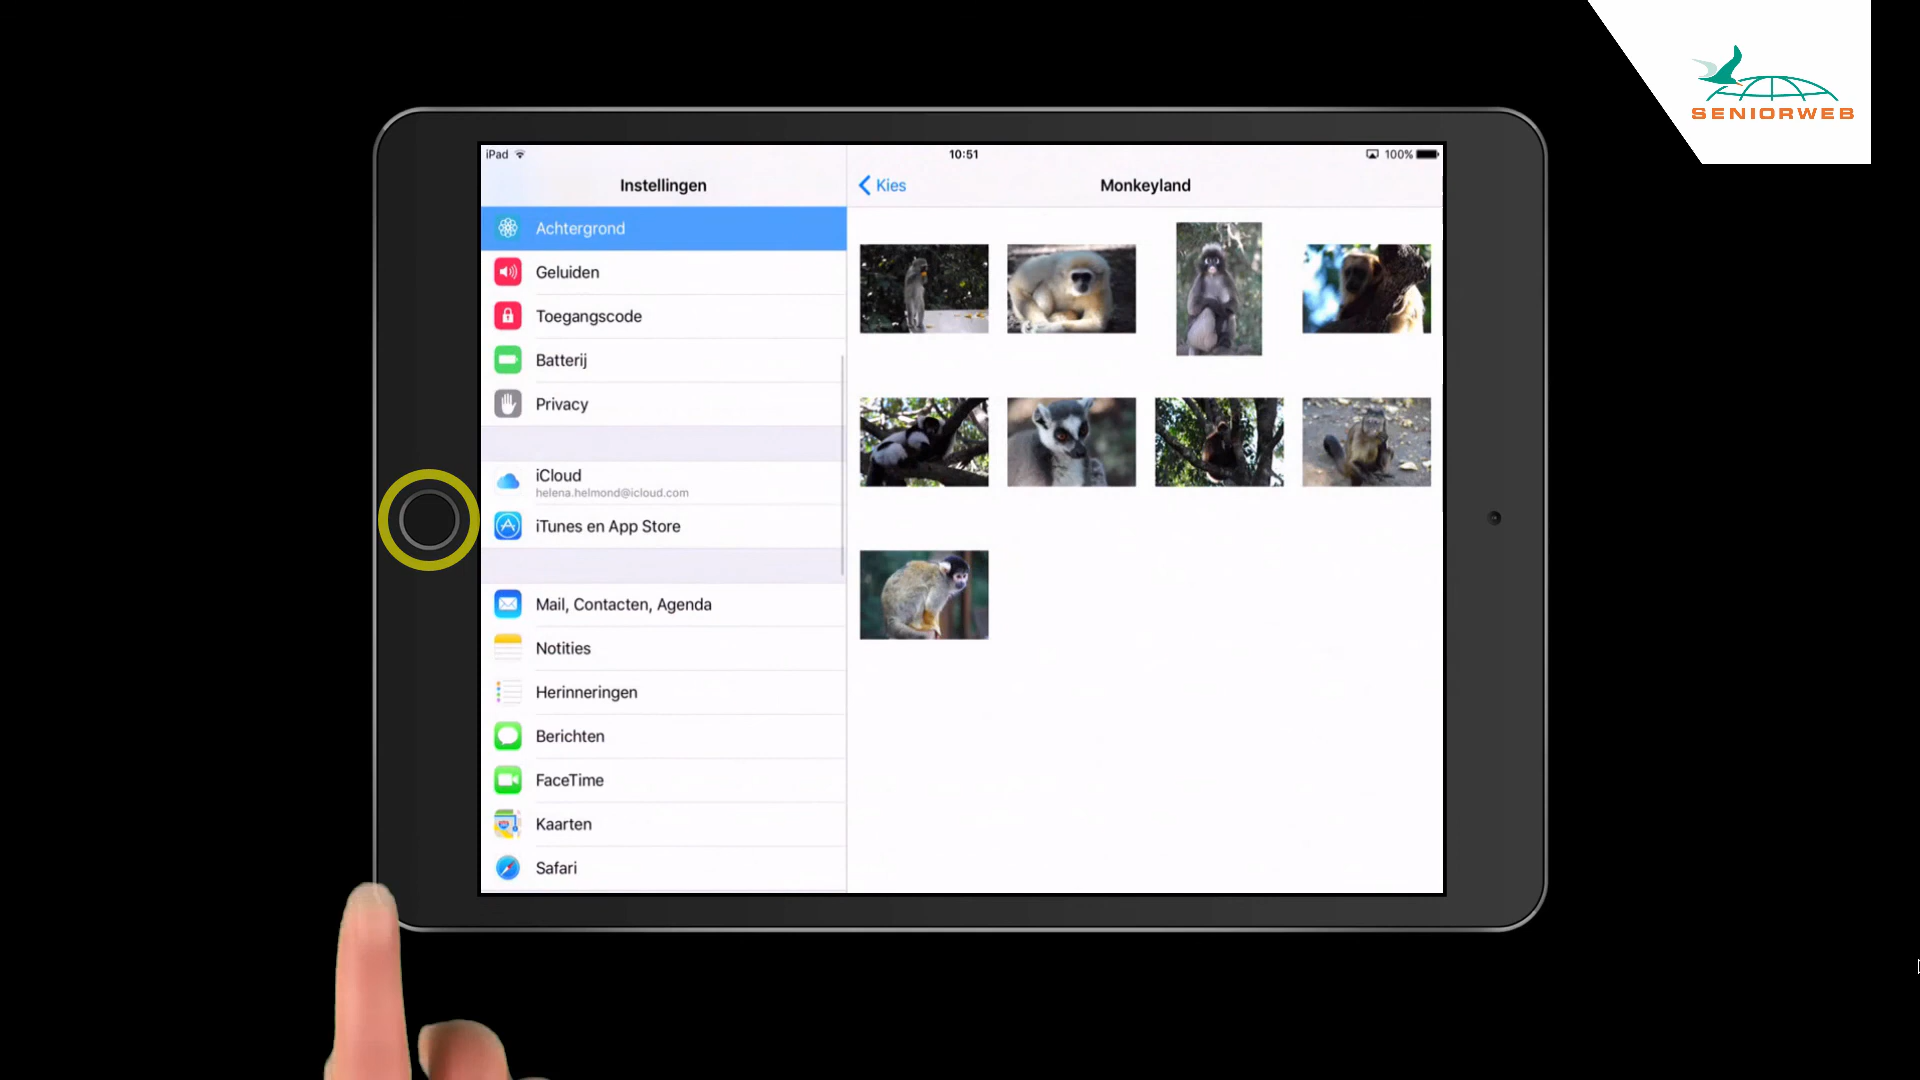 SENIORWEB
iPad
10:51
100%
Instellingen
Kies
Monkeyland
Achtergrond
Geluiden
Toegangscode
Batterij
Privacy
iCloud
helena.helmond@icloud.com
iTunes en App Store
Mail, Contacten, Agenda
Notities
Herinneringen
Berichten
FaceTime
Kaarten
Safari